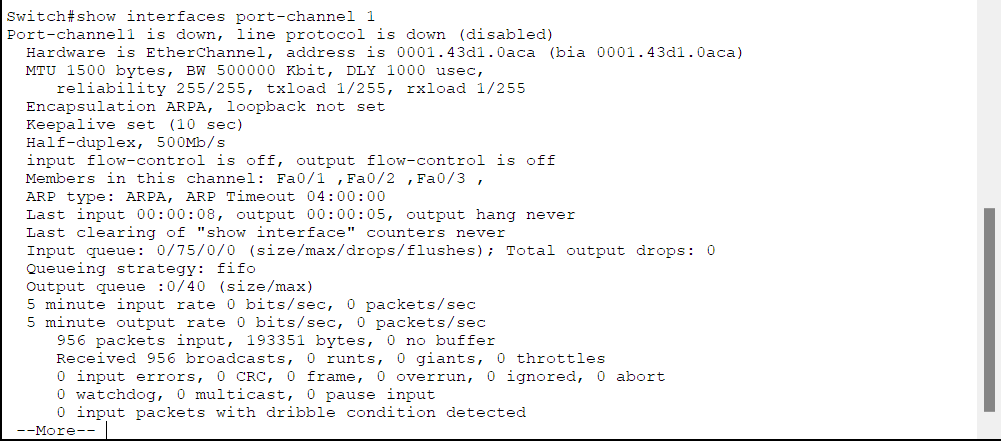 Switch#show interfaces port-channel 1
Port-channel1 is down, line protocol is down (disabled)
Hardware is EtherChannel, address is 0001.43d1.0aca (bia 0001.43d1.0aca)
MTU 1500 bytes, BW 500000 Kbit, DLY 1000 usec,
reliability 255/255, txload 1/255, rxload 1/255
Encapsulation ARPA, loopback not set
Keepalive set (10 sec)
Half-duplex, 500Mb/s
input flow-control is off, output flow-control is off
Members in this channel: Fa0/1 ,Fa0/2 ,Fa0/3 ,
ARP type: ARPA, ARP Timeout 04:00:00
Last input 00:00:08, output 00:00:05, output hang never
Last clearing of "show interface" counters never
Input queue: 0/75/0/0 (size/max/drops/flushes); Total output drops: 0
Queueing strategy: fifo
Output queue :0/40 (size/max)
5 minute input rate 0 bits/sec, 0 packets/sec
5 minute output rate 0 bits/sec, 0 packets/sec
956 packets input, 193351 bytes, 0 no buffer
Received 956 broadcasts, 0 runts, 0 giants, 0 throttles
0 input errors, 0 CRC, 0 frame, 0 overrun, 0 ignored, 0 abort
0 watchdog, 0 multicast, 0 pause input
0 input packets with dribble condition detected
--More--